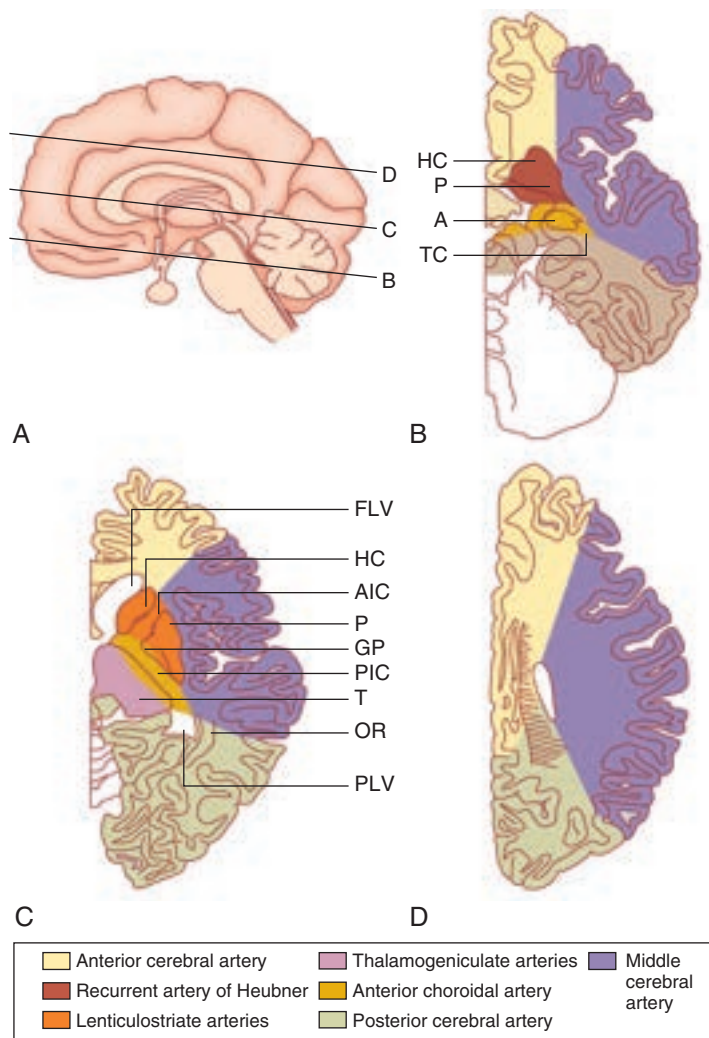 D
C
B
A
HC
P
A
TC
B
FLV
HC
AIC
P
GP
PIC
T
OR
PLV
C
D
Anterior cerebral artery
Recurrent artery of Heubner
Lenticulostriate arteries
Thalamogeniculate arteries
Anterior choroidal artery
Posterior cerebral artery
Middle
cerebral
artery